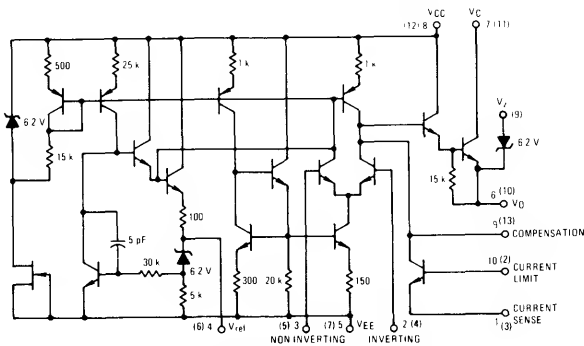 VCC VC
(12) 8 7 (11)
500 25 k 1 k 1 k
VZ
(9)
6.2 V 6.2 V
15 k 15 k
6 (10)
VO
100 9 (13)
COMPENSATION
5 pF
30 k 6.2 V 10 (2)
CURRENT
LIMIT
5 k 300 20 k 150
(6) 4 Vref (5) 3 (7) 5 VEE 2 (4) 1 (3) CURRENT
SENSE
NON INVERTING INVERTING